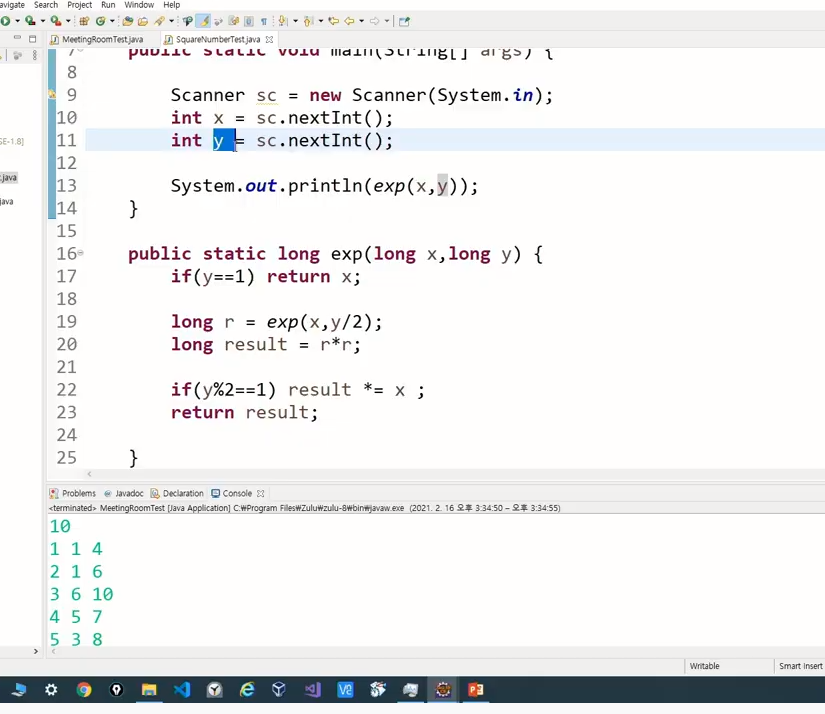 avigate Search Project Run Window Help
MeetingRoomTest.java SquareNumberTest.java
7 public static void main(String[] args) {
8
9 Scanner sc = new Scanner(System.in);
10 int x = sc.nextInt();
11 int y = sc.nextInt();
12
13 System.out.println(exp(x,y));
14 }
15
16 public static long exp(long x,long y) {
17 if(y==1) return x;
18
19 long r = exp(x,y/2);
20 long result = r*r;
21
22 if(y%2==1) result *= x ;
23 return result;
24
25 }
SE-1.8]
.java
java
Problems Javadoc Declaration Console
<terminated> MeetingRoomTest [Java Application] C:₩Program Files₩Zulu₩zulu-8₩bin₩javaw.exe (2021. 2. 16 오후 3:34:50 – 오후 3:34:55)
10
1 1 4
2 1 6
3 6 10
4 5 7
5 3 8
Writable Smart Insert